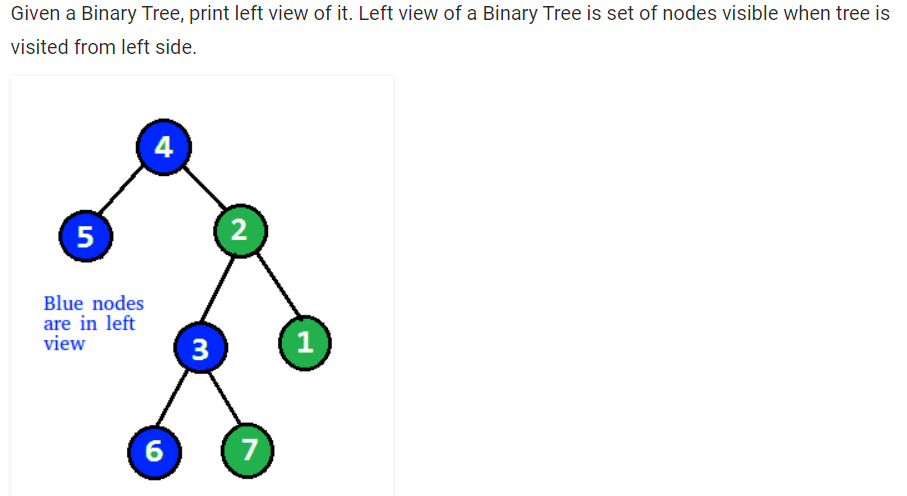 Given a Binary Tree, print left view of it. Left view of a Binary Tree is set of nodes visible when tree is
visited from left side.
4
5
2
Blue nodes
are in left
view
3
1
6
7